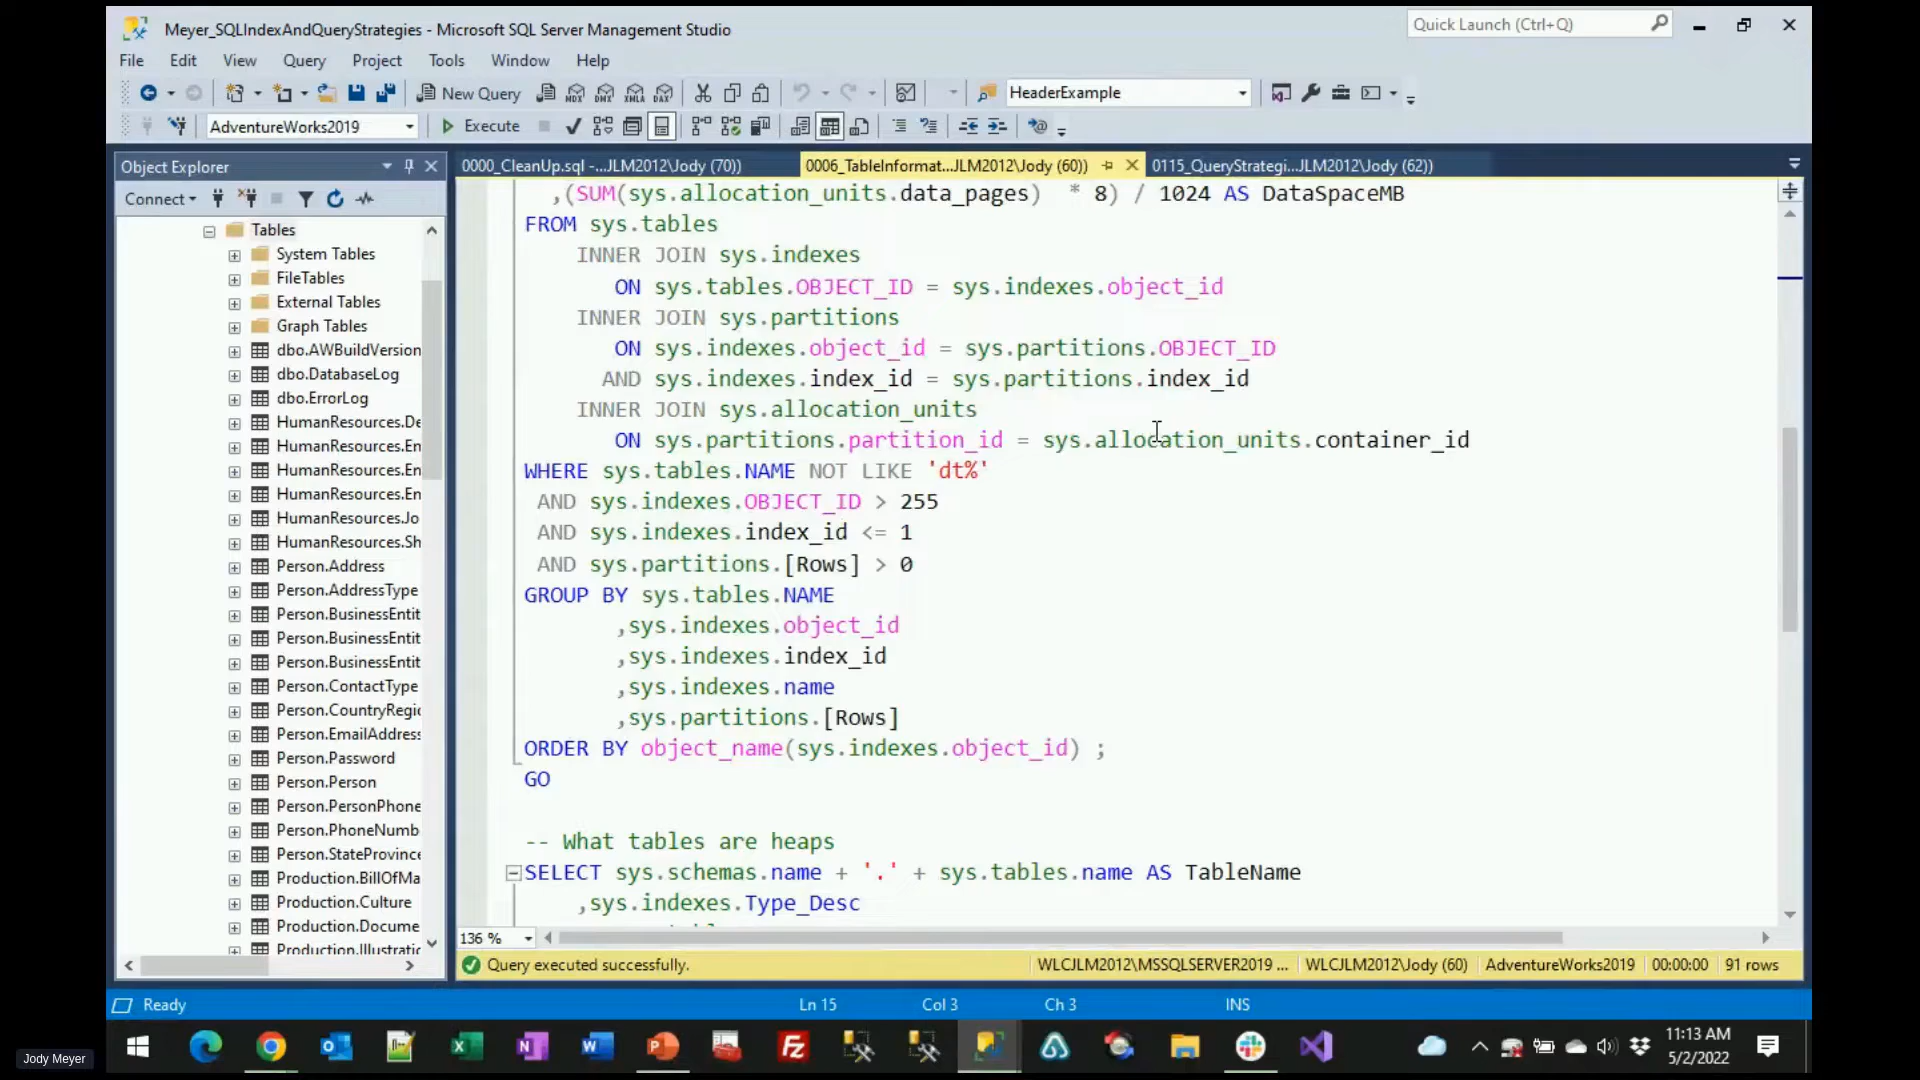 Meyer_SQLIndexAndQueryStrategies - Microsoft SQL Server Management Studio
Quick Launch (Ctrl+Q)
File Edit View Query Project Tools Window Help
New Query
MDX DMX XMLA DAX
HeaderExample
AdventureWorks2019
Execute
Object Explorer
0000_CleanUp.sql -...JLM2012\Jody (70))
0006_TableInformat...JLM2012\Jody (60))
0115_QueryStrategi...JLM2012\Jody (62))
Connect
Tables
System Tables
FileTables
External Tables
Graph Tables
dbo.AWBuildVersion
dbo.DatabaseLog
dbo.ErrorLog
HumanResources.De
HumanResources.En
HumanResources.En
HumanResources.En
HumanResources.Jo
HumanResources.Sh
Person.Address
Person.AddressType
Person.BusinessEntit
Person.BusinessEntit
Person.BusinessEntit
Person.ContactType
Person.CountryRegic
Person.EmailAddress
Person.Password
Person.Person
Person.PersonPhone
Person.PhoneNumb
Person.StateProvince
Production.BillOfMa
Production.Culture
Production.Docume
Production.Illustratic
,(SUM(sys.allocation_units.data_pages) * 8) / 1024 AS DataSpaceMB
FROM sys.tables
INNER JOIN sys.indexes
ON sys.tables.OBJECT_ID = sys.indexes.object_id
INNER JOIN sys.partitions
ON sys.indexes.object_id = sys.partitions.OBJECT_ID
AND sys.indexes.index_id = sys.partitions.index_id
INNER JOIN sys.allocation_units
ON sys.partitions.partition_id = sys.allocation_units.container_id
WHERE sys.tables.NAME NOT LIKE 'dt%'
AND sys.indexes.OBJECT_ID > 255
AND sys.indexes.index_id <= 1
AND sys.partitions.[Rows] > 0
GROUP BY sys.tables.NAME
,sys.indexes.object_id
,sys.indexes.index_id
,sys.indexes.name
,sys.partitions.[Rows]
ORDER BY object_name(sys.indexes.object_id) ;
GO
-- What tables are heaps
SELECT sys.schemas.name + '.' + sys.tables.name AS TableName
,sys.indexes.Type_Desc
136 %
Query executed successfully.
WLCJLM2012\MSSQLSERVER2019 ... WLCJLM2012\Jody (60) AdventureWorks2019 00:00:00 91 rows
Ready
Ln 15 Col 3 Ch 3 INS
Jody Meyer
11:13 AM
5/2/2022